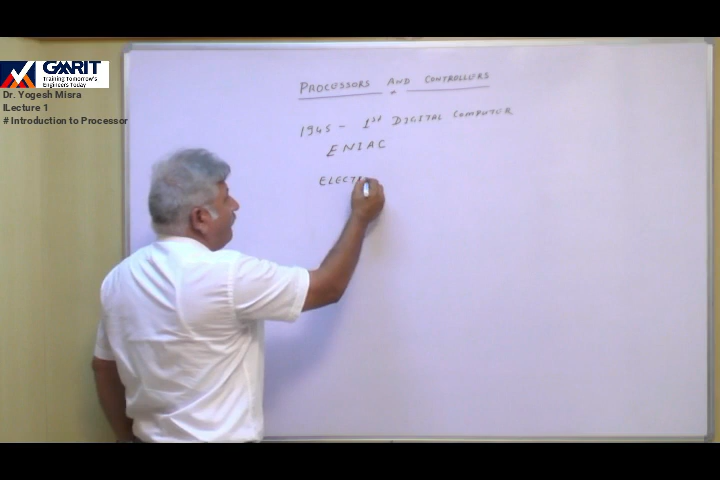 GMRIT
Training Tomorrow's
Engineers Today
Dr. Yogesh Misra
lLecture 1
# Introduction to Processor
PROCESSORS AND CONTROLLERS
1945 - 1st DIGITAL COMPUTER
ENIAC
ELECT